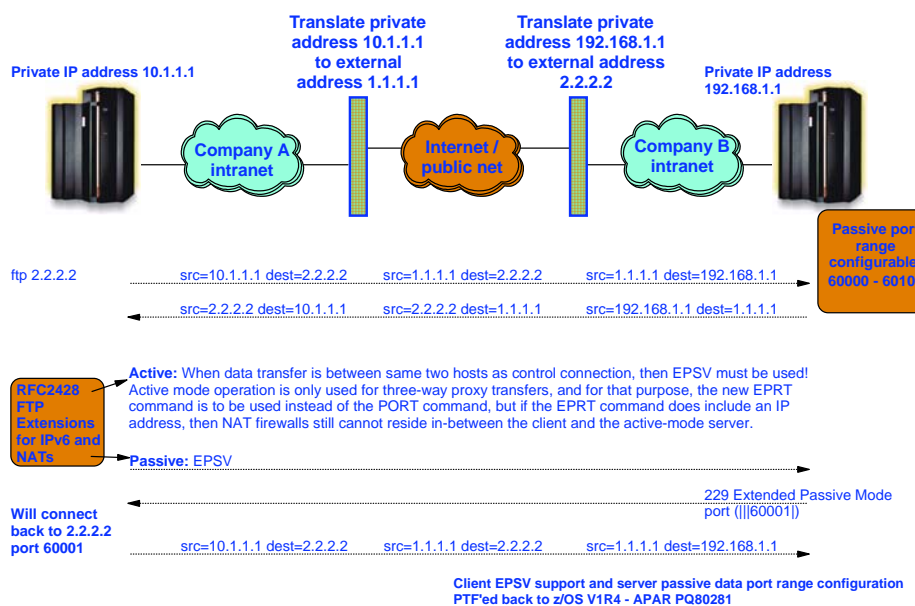 Translate private
address 10.1.1.1
to external
address 1.1.1.1
Translate private
address 192.168.1.1
to external address
2.2.2.2
Private IP address 10.1.1.1
Private IP address
192.168.1.1
Company A
intranet
Internet /
public net
Company B
intranet
Passive port
range
configurable
60000 - 6010
ftp 2.2.2.2
src=10.1.1.1 dest=2.2.2.2
src=1.1.1.1 dest=2.2.2.2
src=1.1.1.1 dest=192.168.1.1
src=2.2.2.2 dest=10.1.1.1
src=2.2.2.2 dest=1.1.1.1
src=192.168.1.1 dest=1.1.1.1
RFC2428
FTP
Extensions
for IPv6 and
NATs
Active: When data transfer is between same two hosts as control connection, then EPSV must be used!
Active mode operation is only used for three-way proxy transfers, and for that purpose, the new EPRT
command is to be used instead of the PORT command, but if the EPRT command does include an IP
address, then NAT firewalls still cannot reside in-between the client and the active-mode server.
Passive: EPSV
229 Extended Passive Mode
port (|||60001|)
Will connect
back to 2.2.2.2
port 60001
src=10.1.1.1 dest=2.2.2.2
src=1.1.1.1 dest=2.2.2.2
src=1.1.1.1 dest=192.168.1.1
Client EPSV support and server passive data port range configuration
PTF'ed back to z/OS V1R4 - APAR PQ80281